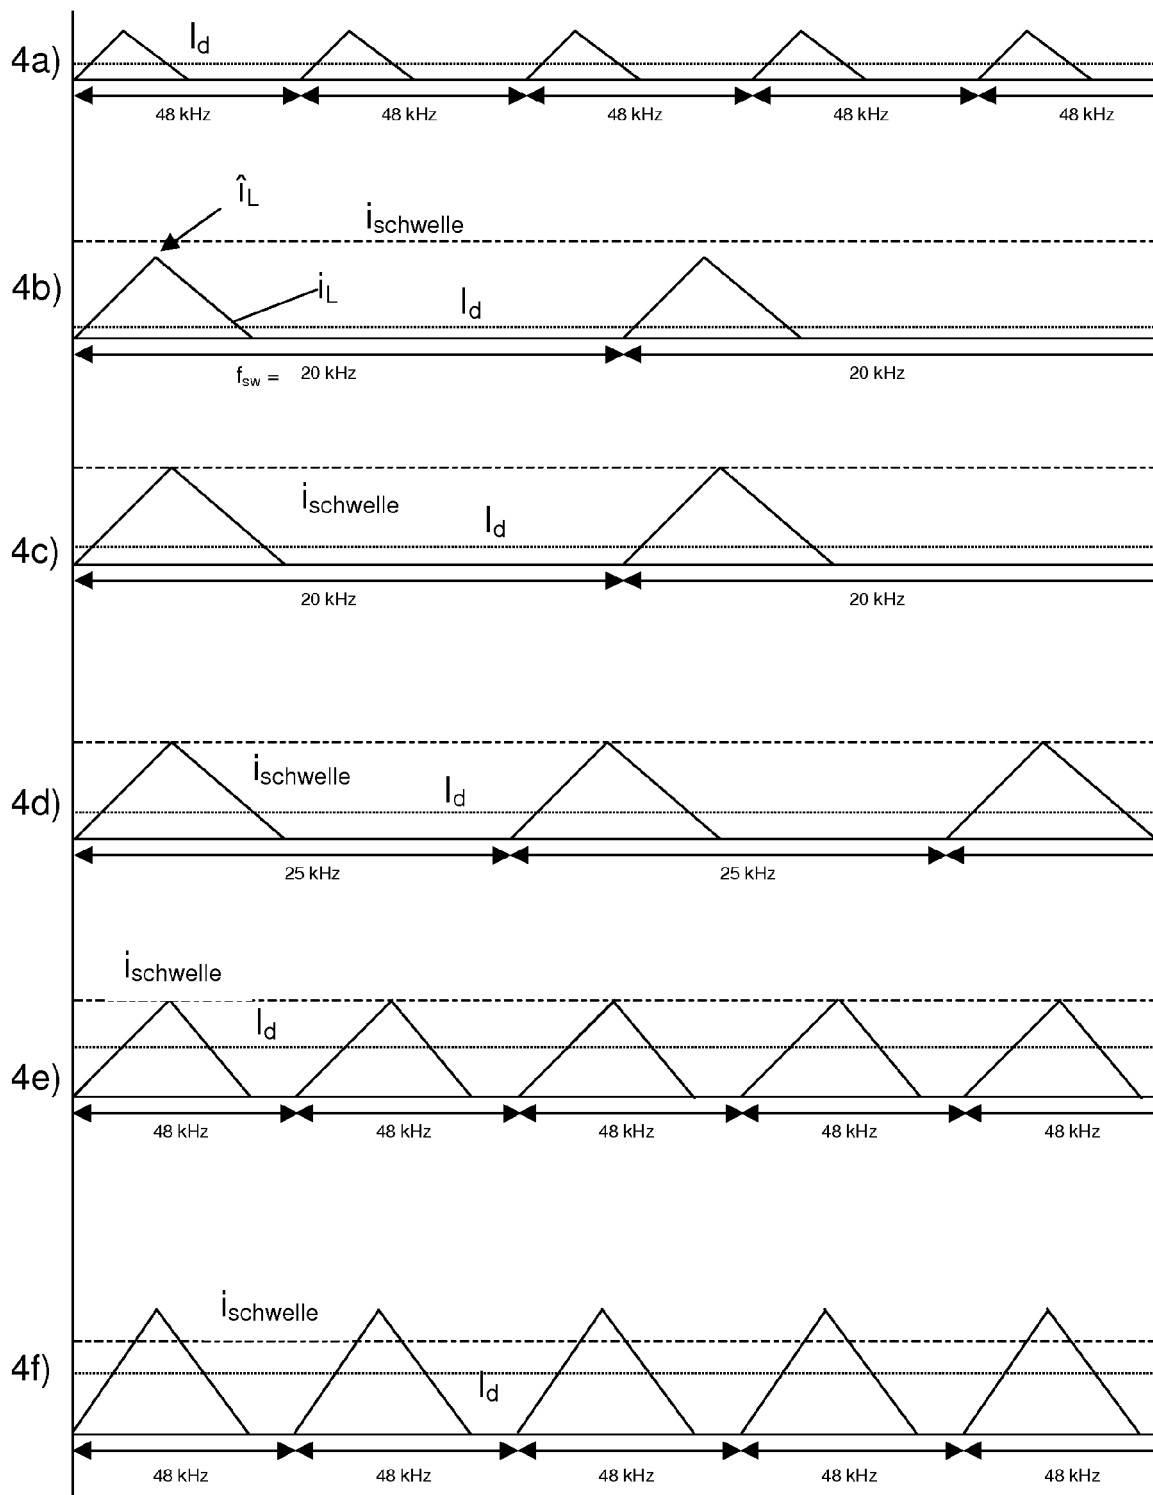 4a) I_d
48 kHz 48 kHz 48 kHz 48 kHz 48 kHz
î_L
i_schwelle
4b) i_L I_d
f_sw = 20 kHz 20 kHz
i_schwelle
4c) I_d
20 kHz 20 kHz
i_schwelle
4d) I_d
25 kHz 25 kHz
i_schwelle
I_d
4e)
48 kHz 48 kHz 48 kHz 48 kHz 48 kHz
i_schwelle
4f) I_d
48 kHz 48 kHz 48 kHz 48 kHz 48 kHz